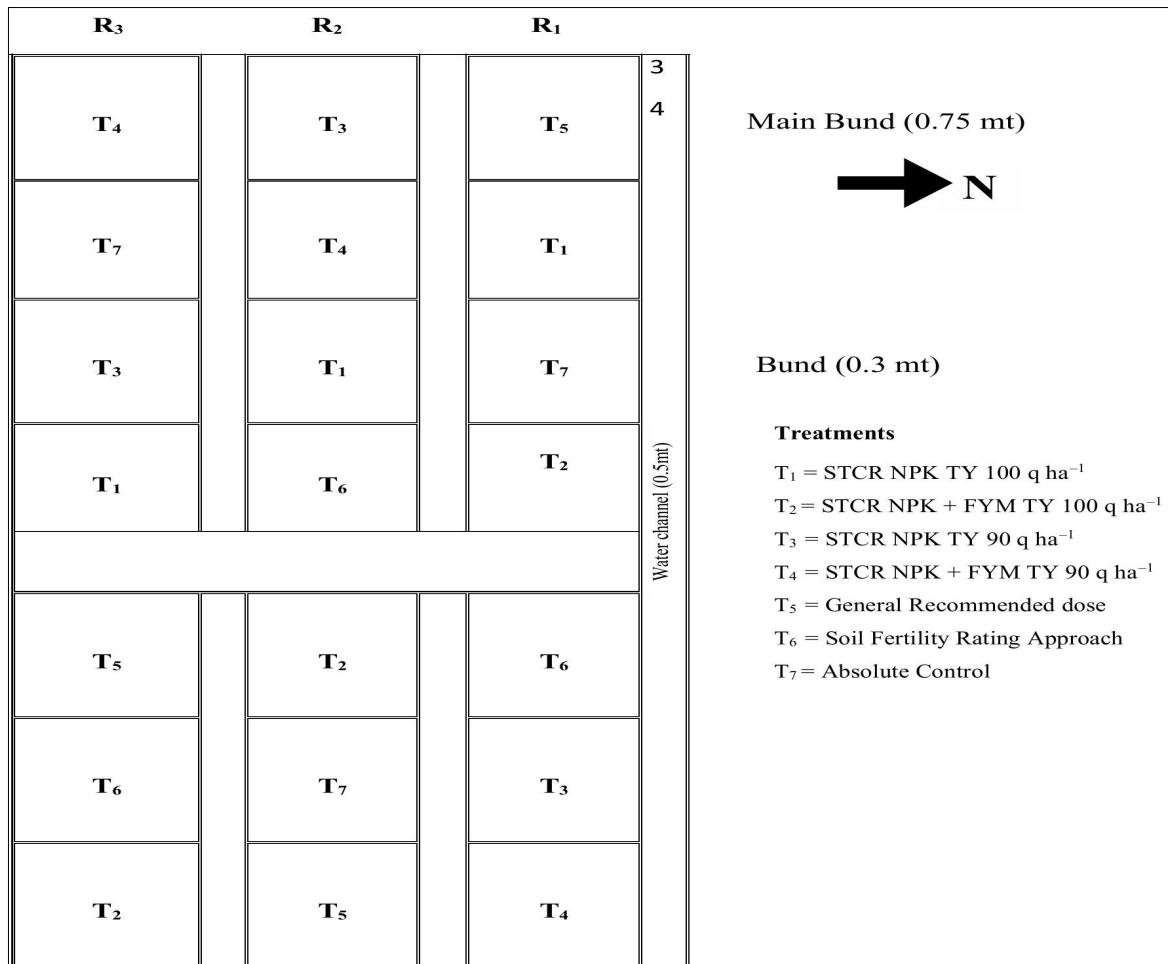 R₃ R₂ R₁
3
4
T₄ T₃ T₅
Main Bund (0.75 mt)
N
T₇ T₄ T₁
T₃ T₁ T₇
Bund (0.3 mt)
T₁ T₆ T₂
Water channel (0.5mt)
T₅ T₂ T₆
T₆ T₇ T₃
T₂ T₅ T₄
Treatments
T₁ = STCR NPK TY 100 q ha⁻¹
T₂ = STCR NPK + FYM TY 100 q ha⁻¹
T₃ = STCR NPK TY 90 q ha⁻¹
T₄ = STCR NPK + FYM TY 90 q ha⁻¹
T₅ = General Recommended dose
T₆ = Soil Fertility Rating Approach
T₇ = Absolute Control